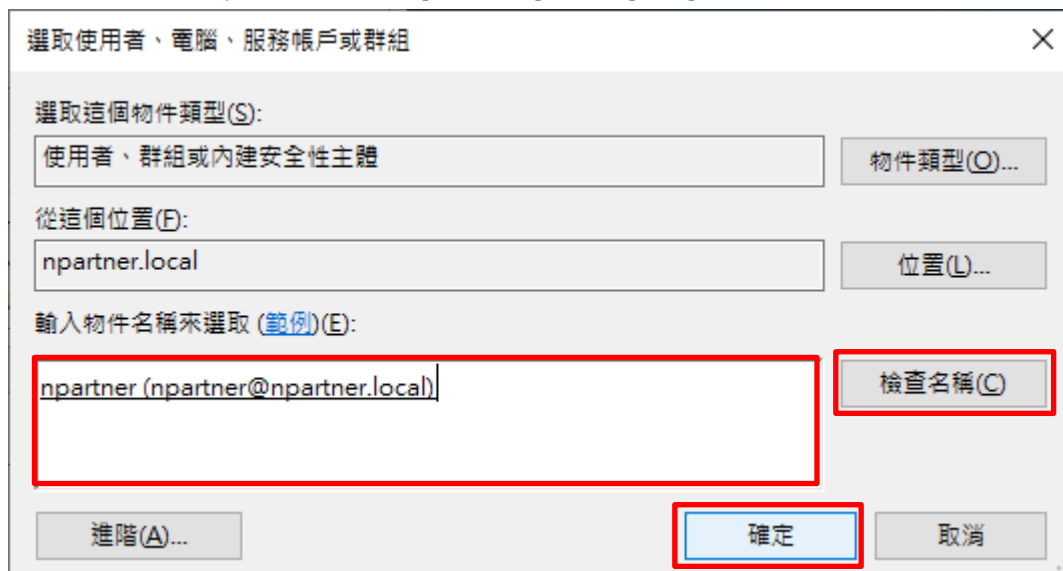 選取使用者、電腦、服務帳戶或群組
選取這個物件類型(S):
使用者、群組或內建安全性主體
物件類型(O)...
從這個位置(F):
npartner.local
位置(L)...
輸入物件名稱來選取 (範例)(E):
npartner (npartner@npartner.local)
檢查名稱(C)
進階(A)...
確定
取消